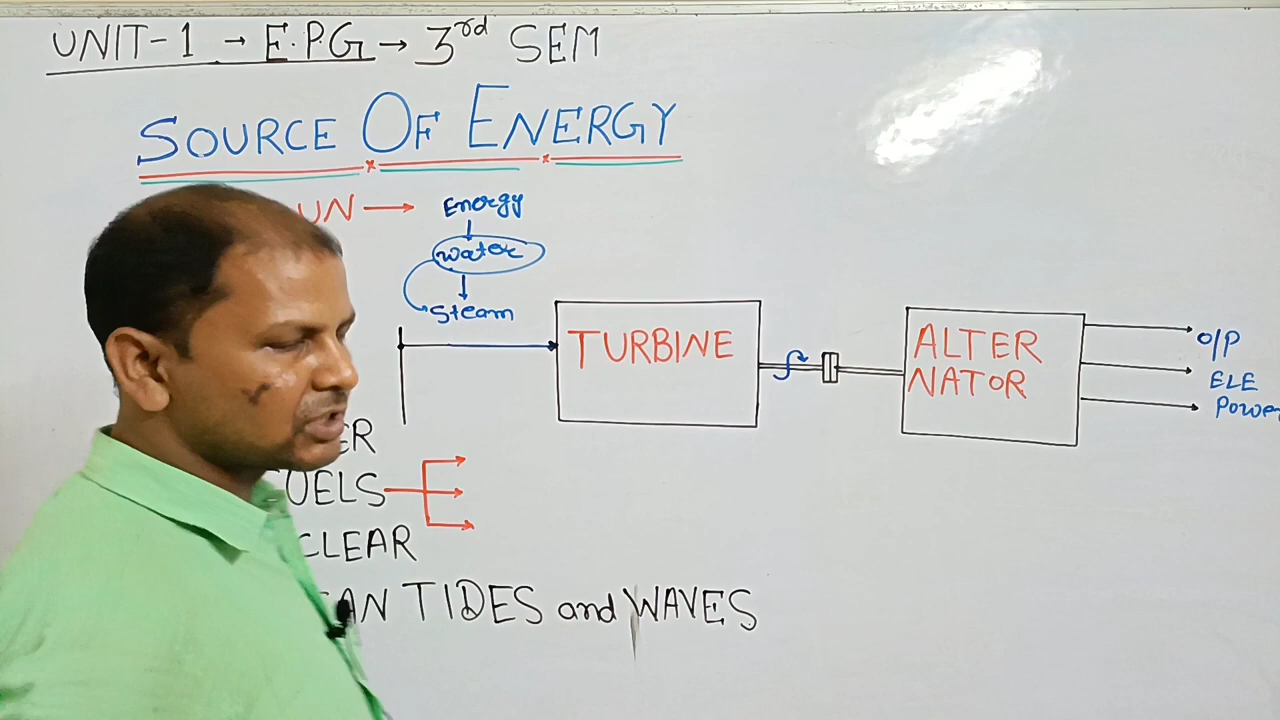 UNIT-1 → E.P.G → 3rd SEM
SOURCE OF ENERGY
UN → Energy
water
steam
TURBINE
ALTER
NATOR
O/P
ELE
Power
ER
UELS
CLEAR
AN TIDES and WAVES